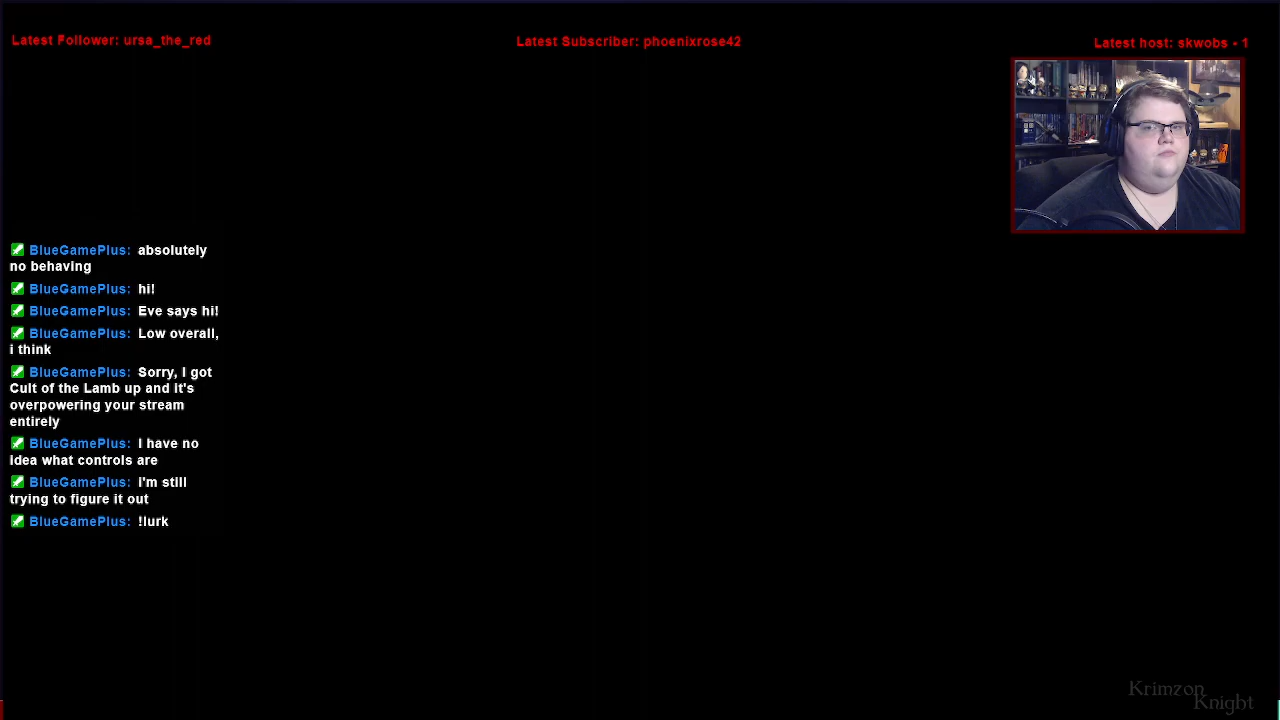 Latest Follower: ursa_the_red
Latest Subscriber: phoenixrose42
Latest host: skwobs - 1
BlueGamePlus: absolutely
no behaving
BlueGamePlus: hi!
BlueGamePlus: Eve says hi!
BlueGamePlus: Low overall,
i think
BlueGamePlus: Sorry, I got
Cult of the Lamb up and it's
overpowering your stream
entirely
BlueGamePlus: I have no
idea what controls are
BlueGamePlus: I'm still
trying to figure it out
BlueGamePlus: !lurk
Krimzon
Knight